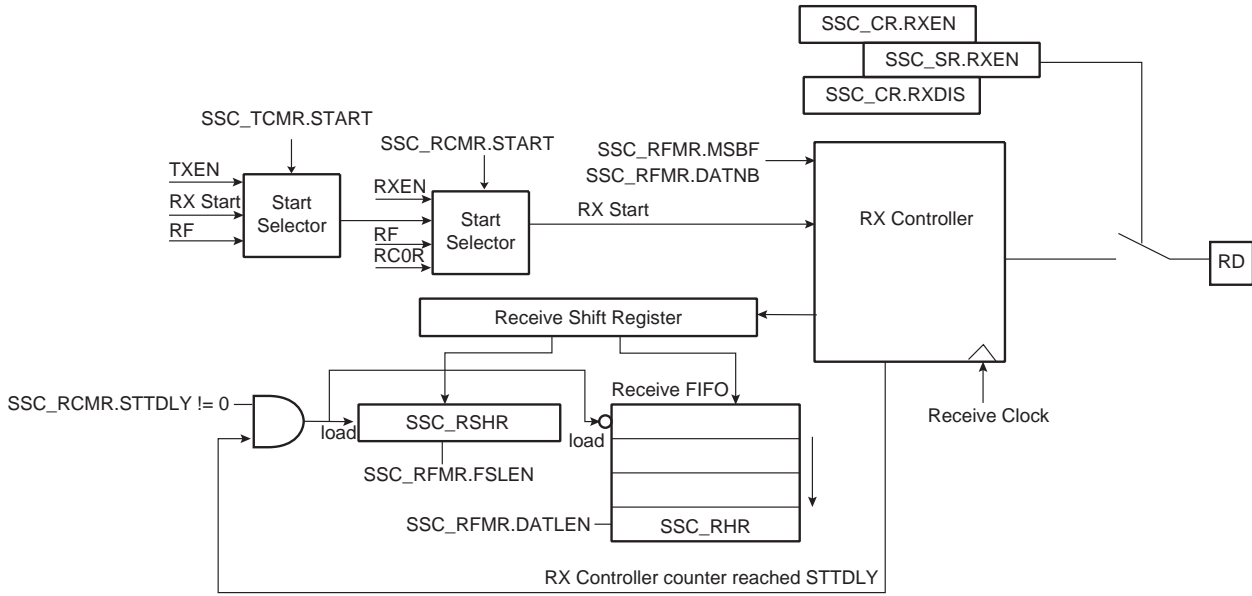 SSC_CR.RXEN
SSC_SR.RXEN
SSC_CR.RXDIS
SSC_TCMR.START
SSC_RCMR.START
SSC_RFMR.MSBF
SSC_RFMR.DATNB
TXEN
RX Start
RF
Start
Selector
RXEN
RF
RC0R
Start
Selector
RX Start
RX Controller
RD
Receive Shift Register
Receive Clock
SSC_RCMR.STTDLY != 0
load
SSC_RSHR
SSC_RFMR.FSLEN
Receive FIFO
load
SSC_RFMR.DATLEN
SSC_RHR
RX Controller counter reached STTDLY